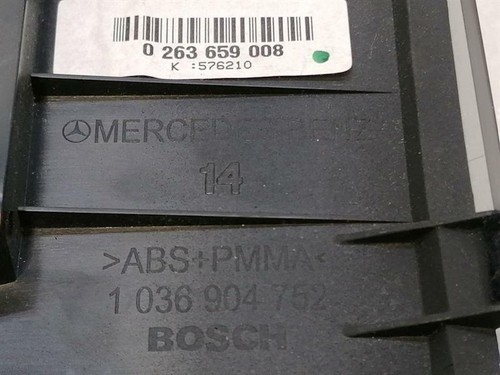 0 263 659 008
K :576210
MERCEDES-BENZ
14
>ABS+PMMA<
1 036 904 752
BOSCH